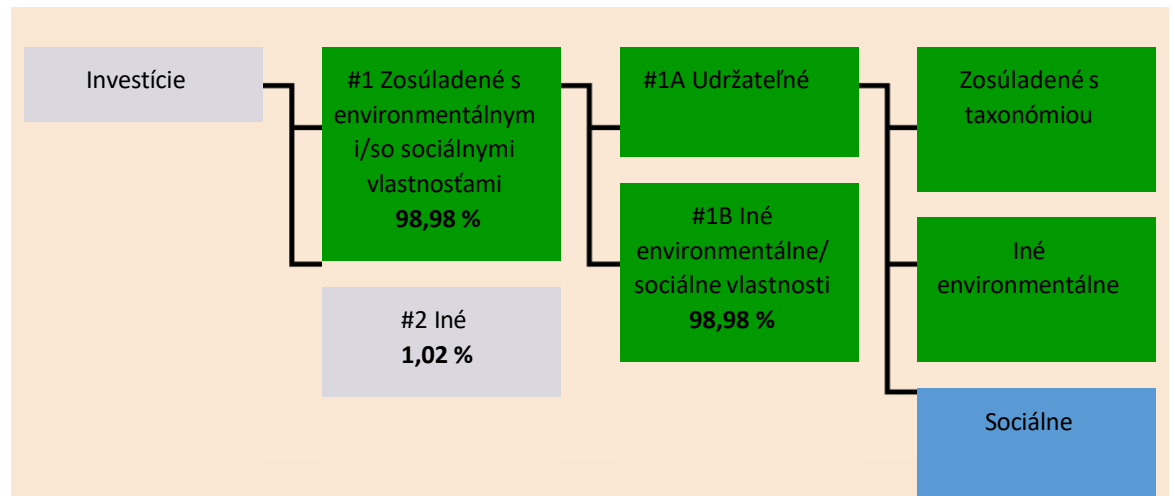 Investície
#1 Zosúladené s
environmentálnym
i/so sociálnymi
vlastnosťami
98,98 %
#2 Iné
1,02 %
#1A Udržateľné
#1B Iné
environmentálne/
sociálne vlastnosti
98,98 %
Zosúladené s
taxonómiou
Iné
environmentálne
Sociálne